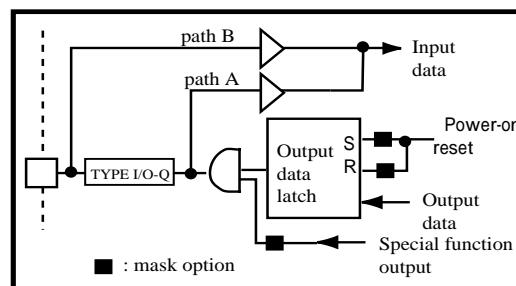 path B
Input
data
path A
Power-on
reset
S
R
Output
data
latch
TYPE I/O-Q
Output
data
Special function
output
: mask option